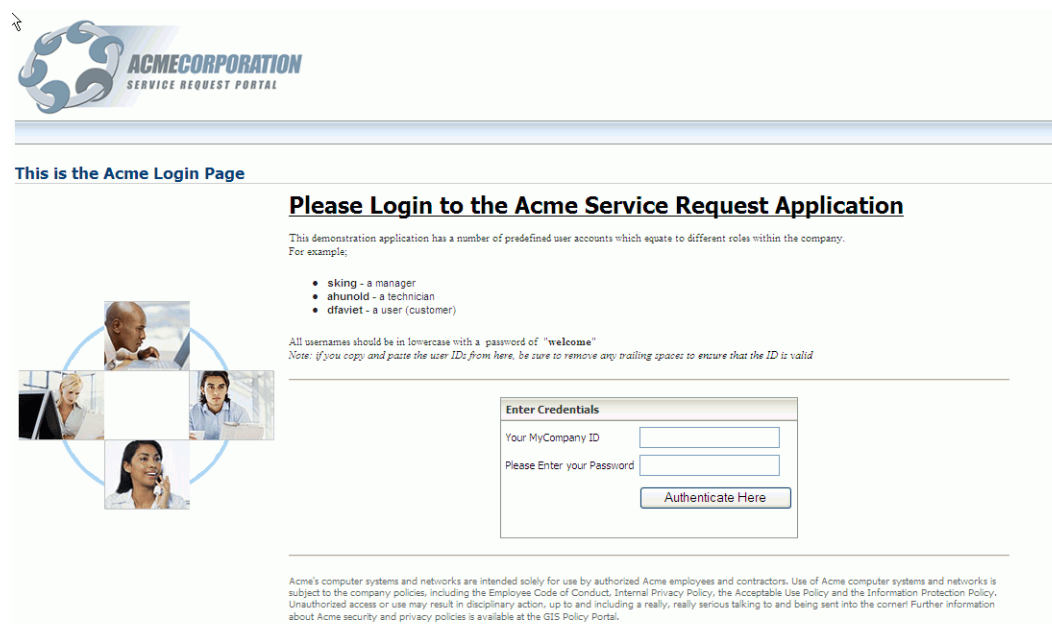 ACMECORPORATION
SERVICE REQUEST PORTAL
This is the Acme Login Page
Please Login to the Acme Service Request Application
This demonstration application has a number of predefined user accounts which equate to different roles within the company.
For example;
• sking - a manager
• ahunold - a technician
• dfaviet - a user (customer)
All usernames should be in lowercase with a password of "welcome"
Note: if you copy and paste the user IDs from here, be sure to remove any trailing spaces to ensure that the ID is valid
Enter Credentials
Your MyCompany ID
Please Enter your Password
Authenticate Here
Acme's computer systems and networks are intended solely for use by authorized Acme employees and contractors. Use of Acme computer systems and networks is
subject to the company policies, including the Employee Code of Conduct, Internal Privacy Policy, the Acceptable Use Policy and the Information Protection Policy.
Unauthorized access or use may result in disciplinary action, up to and including a really, really serious talking to and being sent into the corner! Further information
about Acme security and privacy policies is available at the GIS Policy Portal.